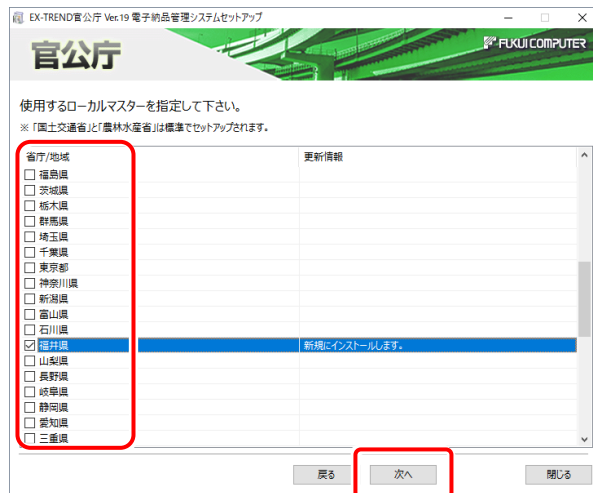 EX-TREND官公庁 Ver.19 電子納品管理システムセットアップ
官公庁
FUKUI COMPUTER
使用するローカルマスターを指定して下さい。
※「国土交通省」と「農林水産省」は標準でセットアップされます。
省庁/地域 更新情報
福島県
茨城県
栃木県
群馬県
埼玉県
千葉県
東京都
神奈川県
新潟県
富山県
石川県
福井県 新規にインストールします。
山梨県
長野県
岐阜県
静岡県
愛知県
三重県
戻る 次へ 閉じる